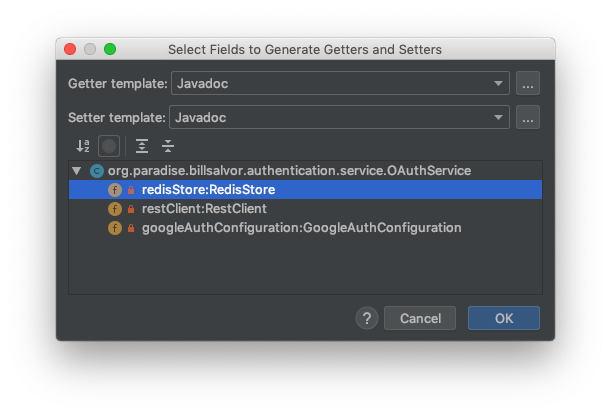 Select Fields to Generate Getters and Setters
Getter template: Javadoc ...
Setter template: Javadoc ...
a z
C org.paradise.billsalvor.authentication.service.OAuthService
f redisStore:RedisStore
f restClient:RestClient
f googleAuthConfiguration:GoogleAuthConfiguration
? Cancel OK